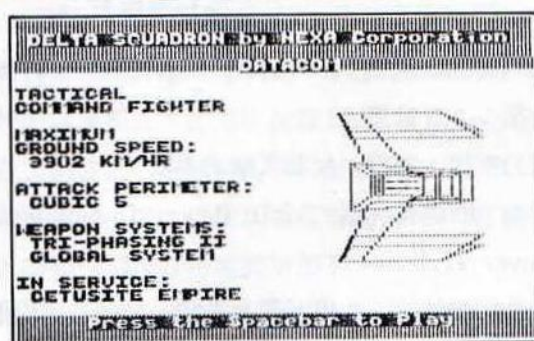 DELTA SQUADRON by NEXA Corporation
DATACOM
TACTICAL
COMMAND FIGHTER
MAXIMUM
GROUND SPEED:
3902 KM/HR
ATTACK PERIMETER:
CUBIC 5
WEAPON SYSTEMS:
TRI-PHASING II
GLOBAL SYSTEM
IN SERVICE:
CETUSITE EMPIRE
Press the Spacebar to Play